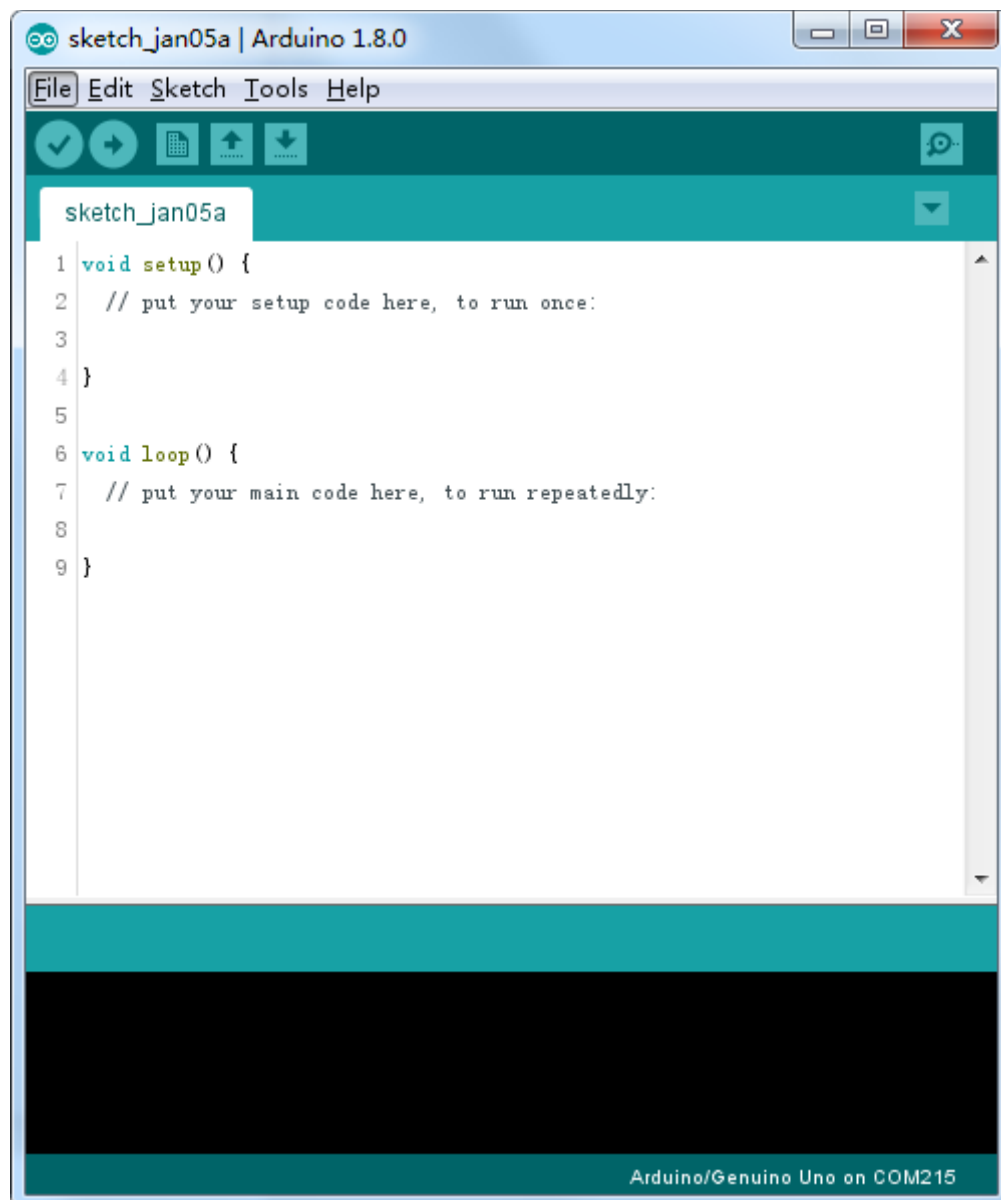 sketch_jan05a | Arduino 1.8.0
File Edit Sketch Tools Help
sketch_jan05a
1 void setup() {
2   // put your setup code here, to run once:
3
4 }
5
6 void loop() {
7   // put your main code here, to run repeatedly:
8
9 }
Arduino/Genuino Uno on COM215